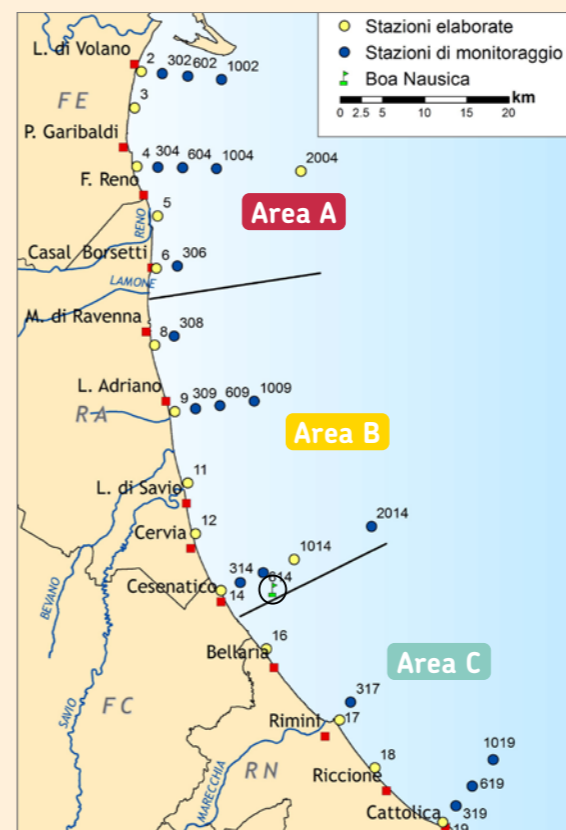 Stazioni elaborate
Stazioni di monitoraggio
Boa Nausica
km
0 2.5 5 10 15 20
L. di Volano
2 302 602 1002
FE
3
P. Garibaldi
4 304 604 1004 2004
F. Reno
Area A
5
RENO
Casal Borsetti
6 306
LAMONE
M. di Ravenna
8 308
L. Adriano
RA
9 309 609 1009
Area B
11
L. di Savio
12
Cervia
2014
1014
314 614
Cesenatico
14
BEVANO
16
Bellaria
Area C
SAVIO
FC
317
Rimini
17
1019
RN
MARECCHIA
18
619
Riccione
319
Cattolica
19